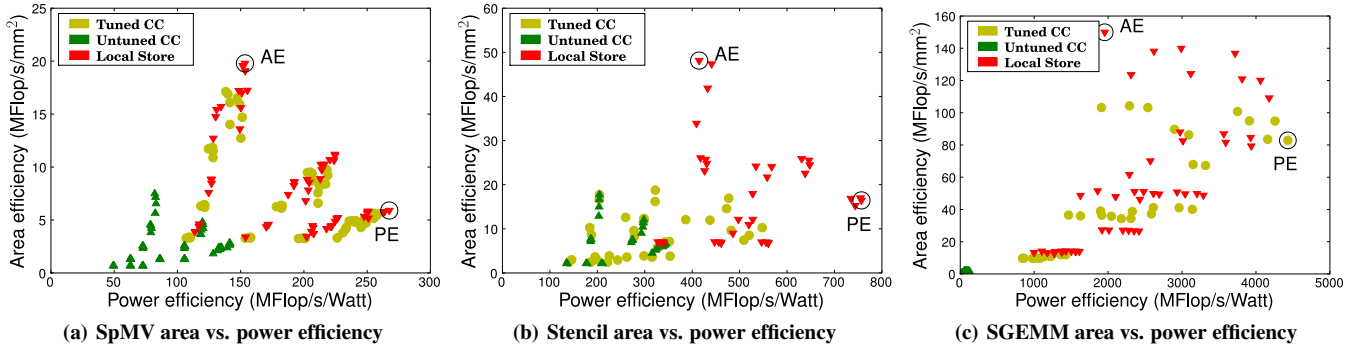 Area efficiency (MFlop/s/mm²)
25
20
15
10
5
0
Tuned CC
Untuned CC
Local Store
AE
PE
0 50 100 150 200 250 300
Power efficiency (MFlop/s/Watt)
(a) SpMV area vs. power efficiency
Area efficiency (MFlop/s/mm²)
60
50
40
30
20
10
0
Tuned CC
Untuned CC
Local Store
AE
PE
0 100 200 300 400 500 600 700 800
Power efficiency (MFlop/s/Watt)
(b) Stencil area vs. power efficiency
Area efficiency (MFlop/s/mm²)
160
140
120
100
80
60
40
20
0
Tuned CC
Untuned CC
Local Store
AE
PE
0 1000 2000 3000 4000 5000
Power efficiency (MFlop/s/Watt)
(c) SGEMM area vs. power efficiency